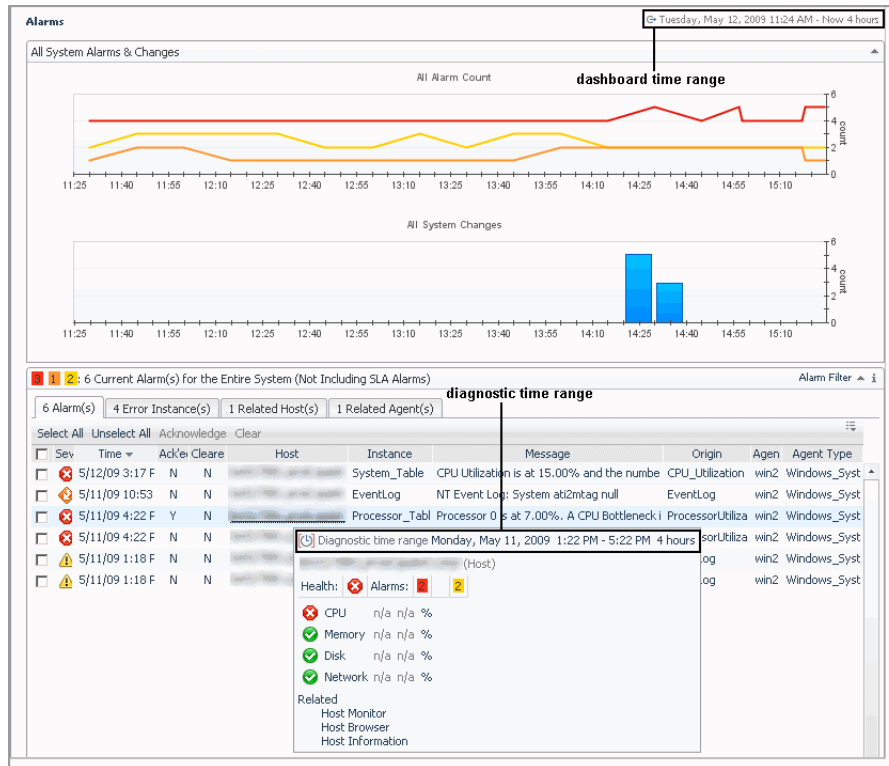 Alarms
Tuesday, May 12, 2009 11:24 AM - Now 4 hours
All System Alarms & Changes
dashboard time range
All Alarm Count
6
4
2
0
count
11:25 11:40 11:55 12:10 12:25 12:40 12:55 13:10 13:25 13:40 13:55 14:10 14:25 14:40 14:55 15:10
All System Changes
6
4
2
0
count
11:25 11:40 11:55 12:10 12:25 12:40 12:55 13:10 13:25 13:40 13:55 14:10 14:25 14:40 14:55 15:10
3 1 2 : 6 Current Alarm(s) for the Entire System (Not Including SLA Alarms)
Alarm Filter
diagnostic time range
6 Alarm(s) 4 Error Instance(s) 1 Related Host(s) 1 Related Agent(s)
Select All Unselect All Acknowledge Clear
Sev Time Ack'e Cleare Host Instance Message Origin Agen Agent Type
5/12/09 3:17 P N N System_Table CPU Utilization is at 15.00% and the numbe CPU_Utilization win2 Windows_Syst
5/11/09 10:53 N N EventLog NT Event Log: System ati2mtag null EventLog win2 Windows_Syst
5/11/09 4:22 P Y N Processor_Tabl Processor 0 is at 7.00%. A CPU Bottleneck i ProcessorUtiliza win2 Windows_Syst
5/11/09 4:22 P N N sorUtiliza win2 Windows_Syst
5/11/09 1:18 P N N og win2 Windows_Syst
5/11/09 1:18 P N N .og win2 Windows_Syst
Diagnostic time range Monday, May 11, 2009 1:22 PM - 5:22 PM 4 hours
(Host)
Health: Alarms: 2 2
CPU n/a n/a %
Memory n/a n/a %
Disk n/a n/a %
Network n/a n/a %
Related
Host Monitor
Host Browser
Host Information